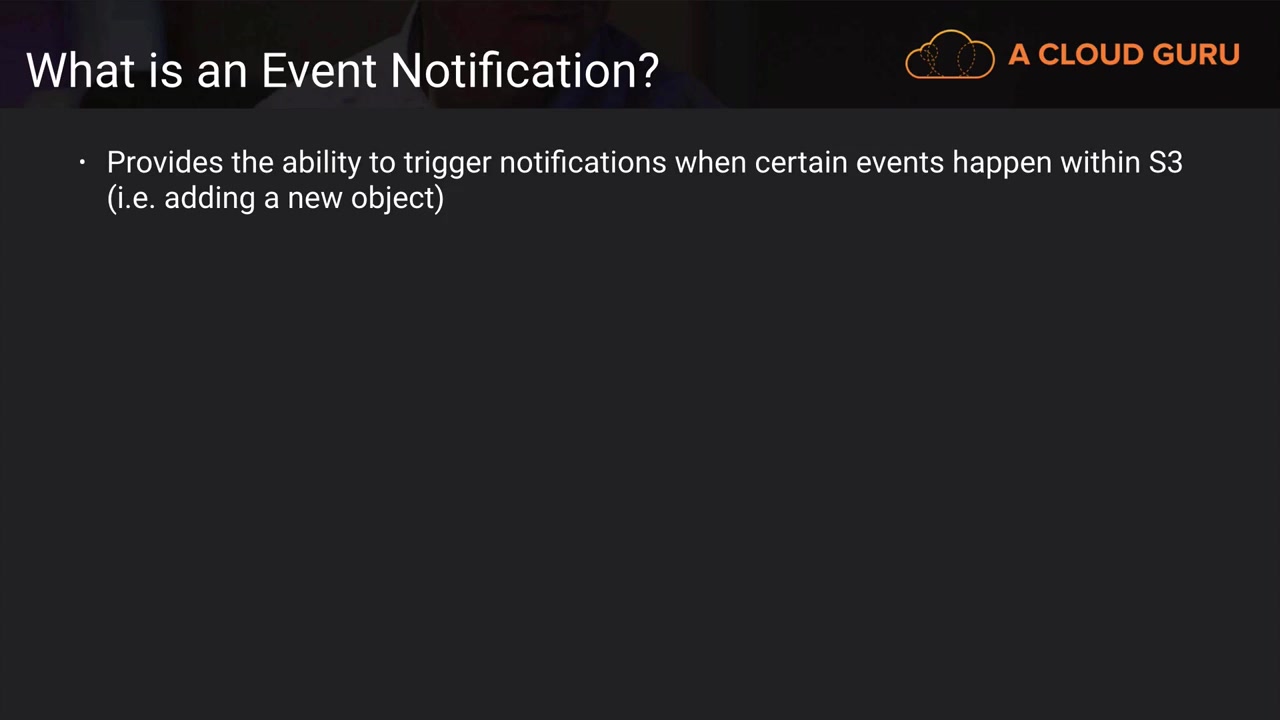 What is an Event Notification?
A CLOUD GURU
• Provides the ability to trigger notifications when certain events happen within S3
(i.e. adding a new object)